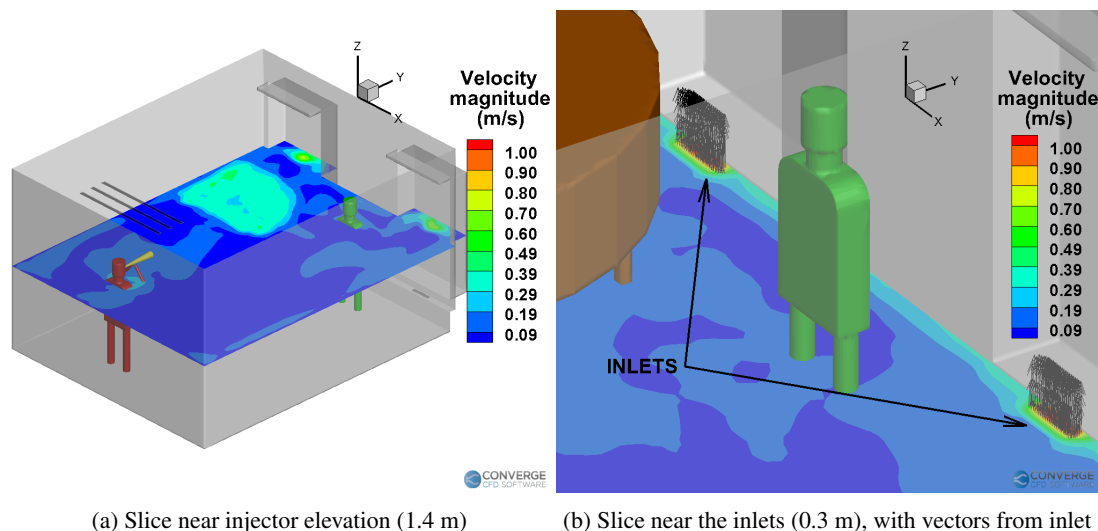 Z
Y
X
Velocity
magnitude
(m/s)
1.00
0.90
0.80
0.70
0.60
0.49
0.39
0.29
0.19
0.09
CONVERGE
CFD SOFTWARE
(a) Slice near injector elevation (1.4 m)
Z
Y
X
Velocity
magnitude
(m/s)
1.00
0.90
0.80
0.70
0.60
0.49
0.39
0.29
0.19
0.09
INLETS
CONVERGE
CFD SOFTWARE
(b) Slice near the inlets (0.3 m), with vectors from inlet